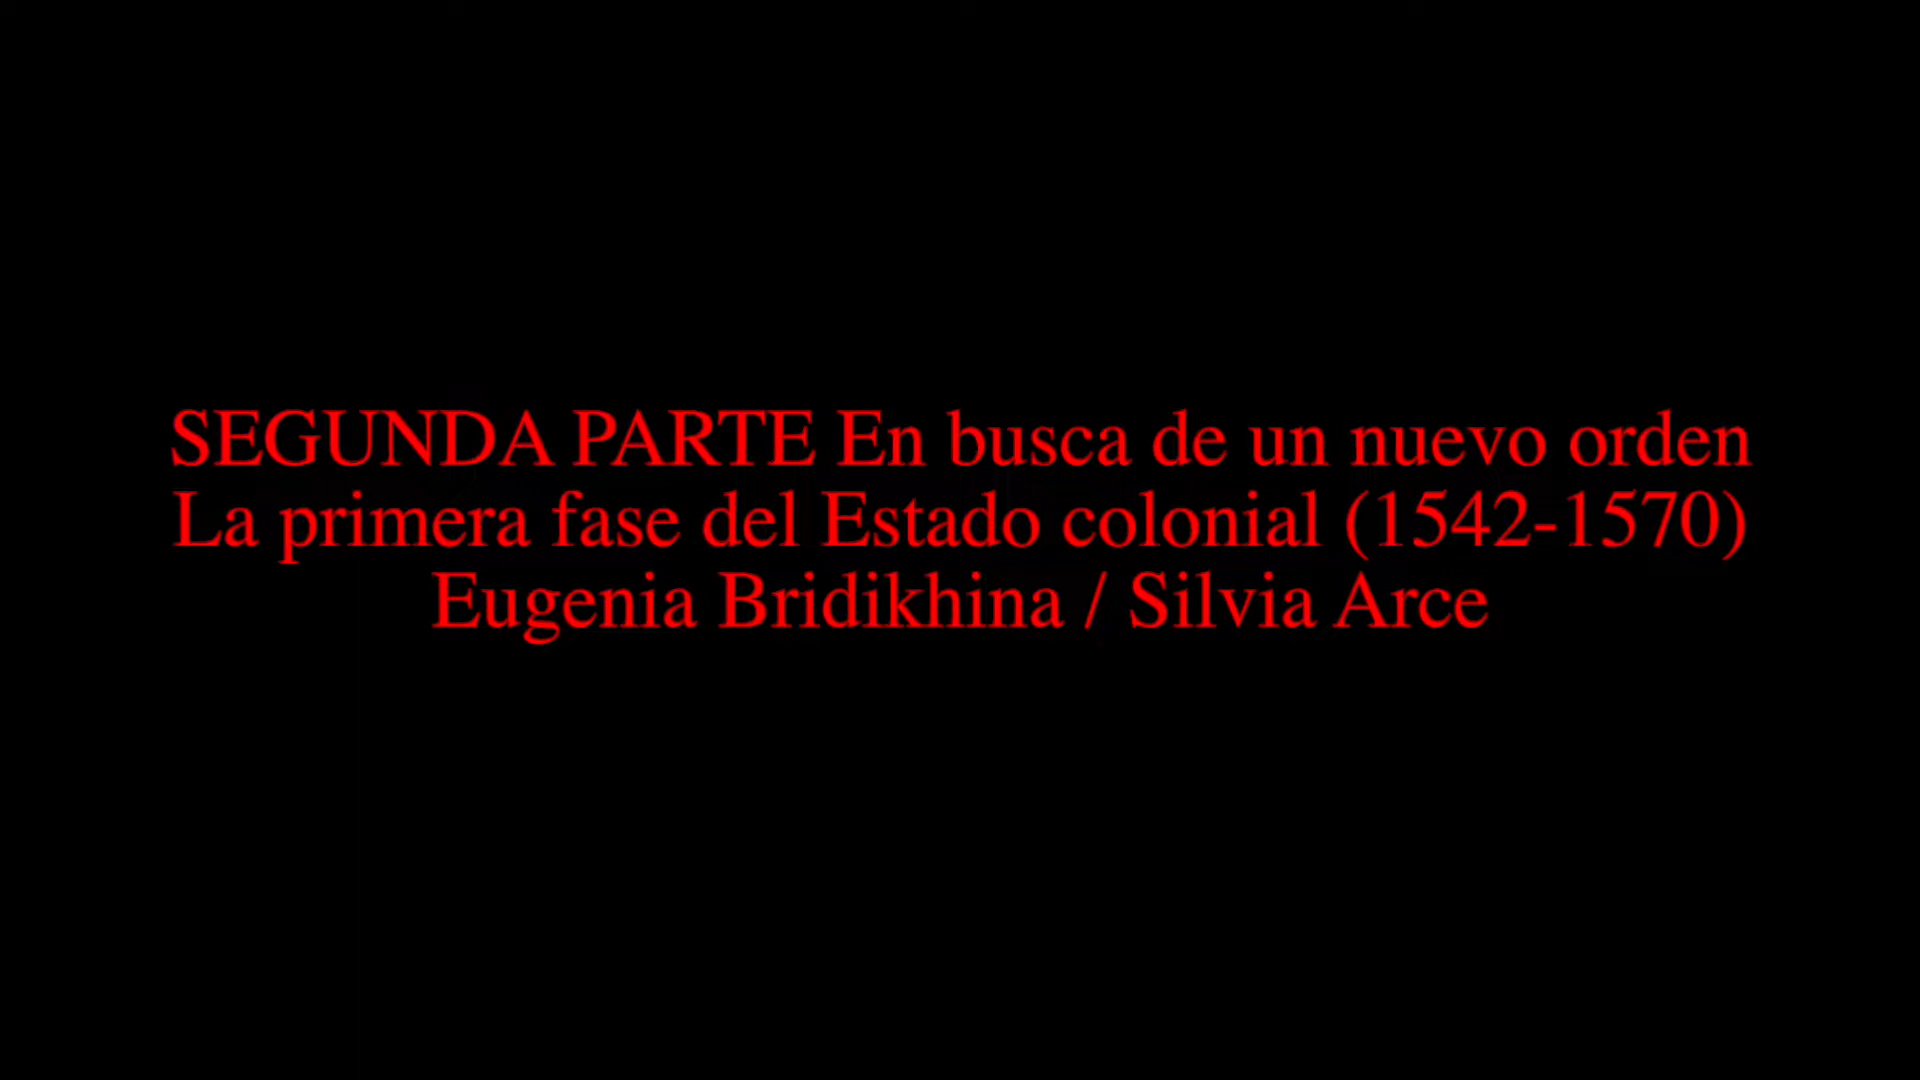 SEGUNDA PARTE En busca de un nuevo orden
La primera fase del Estado colonial (1542-1570)
Eugenia Bridikhina / Silvia Arce